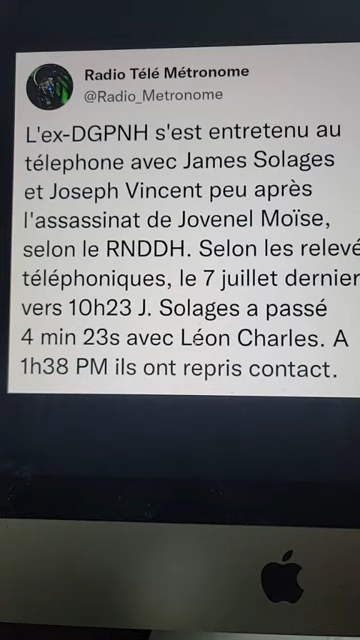 Radio Télé Métronome
@Radio_Metronome
L'ex-DGPNH s'est entretenu au
télephone avec James Solages
et Joseph Vincent peu après
l'assassinat de Jovenel Moïse,
selon le RNDDH. Selon les relevé
téléphoniques, le 7 juillet dernier
vers 10h23 J. Solages a passé
4 min 23s avec Léon Charles. A
1h38 PM ils ont repris contact.